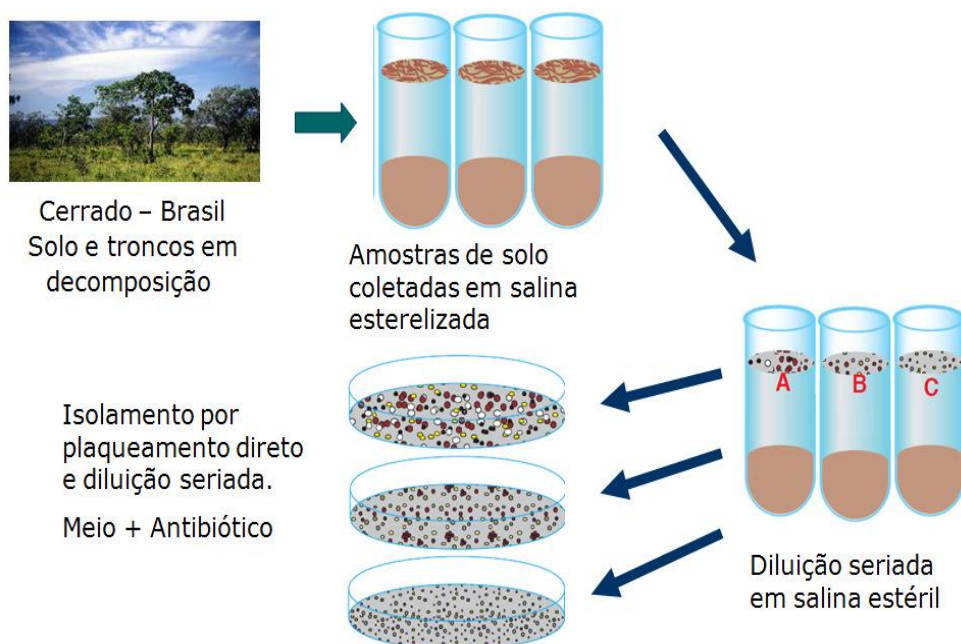 Cerrado – Brasil
Solo e troncos em
decomposição
Amostras de solo
coletadas em salina
esterelizada
A
B
C
Isolamento por
plaqueamento direto
e diluição seriada.
Meio + Antibiótico
Diluição seriada
em salina estéril